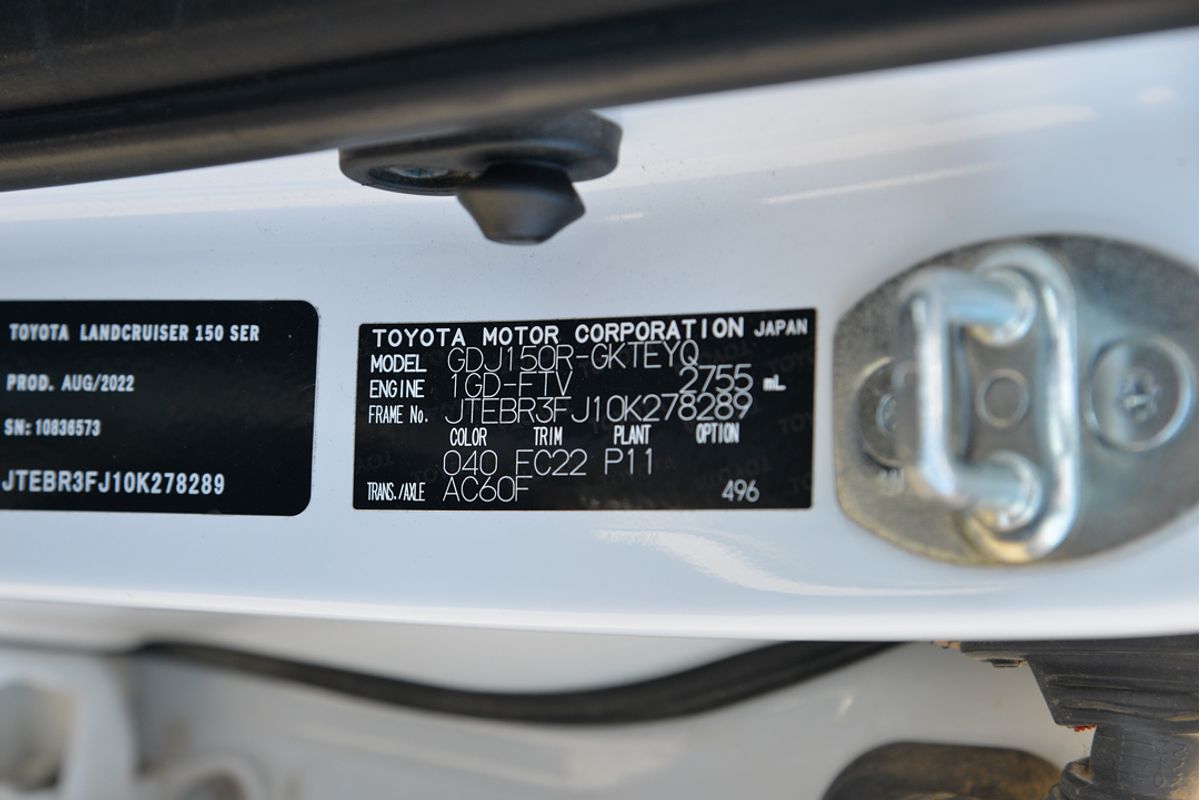 TOYOTA LANDCRUISER 150 SER
PROD. AUG/2022
SN: 10836573
JTEBR3FJ10K278289
TOYOTA MOTOR CORPORATION JAPAN
MODEL GDJ150R-GKTEYQ
ENGINE 1GD-FTV 2755 mL
FRAME No. JTEBR3FJ10K278289
COLOR TRIM PLANT OPTION
040 FC22 P11
TRANS./AXLE AC60F 496